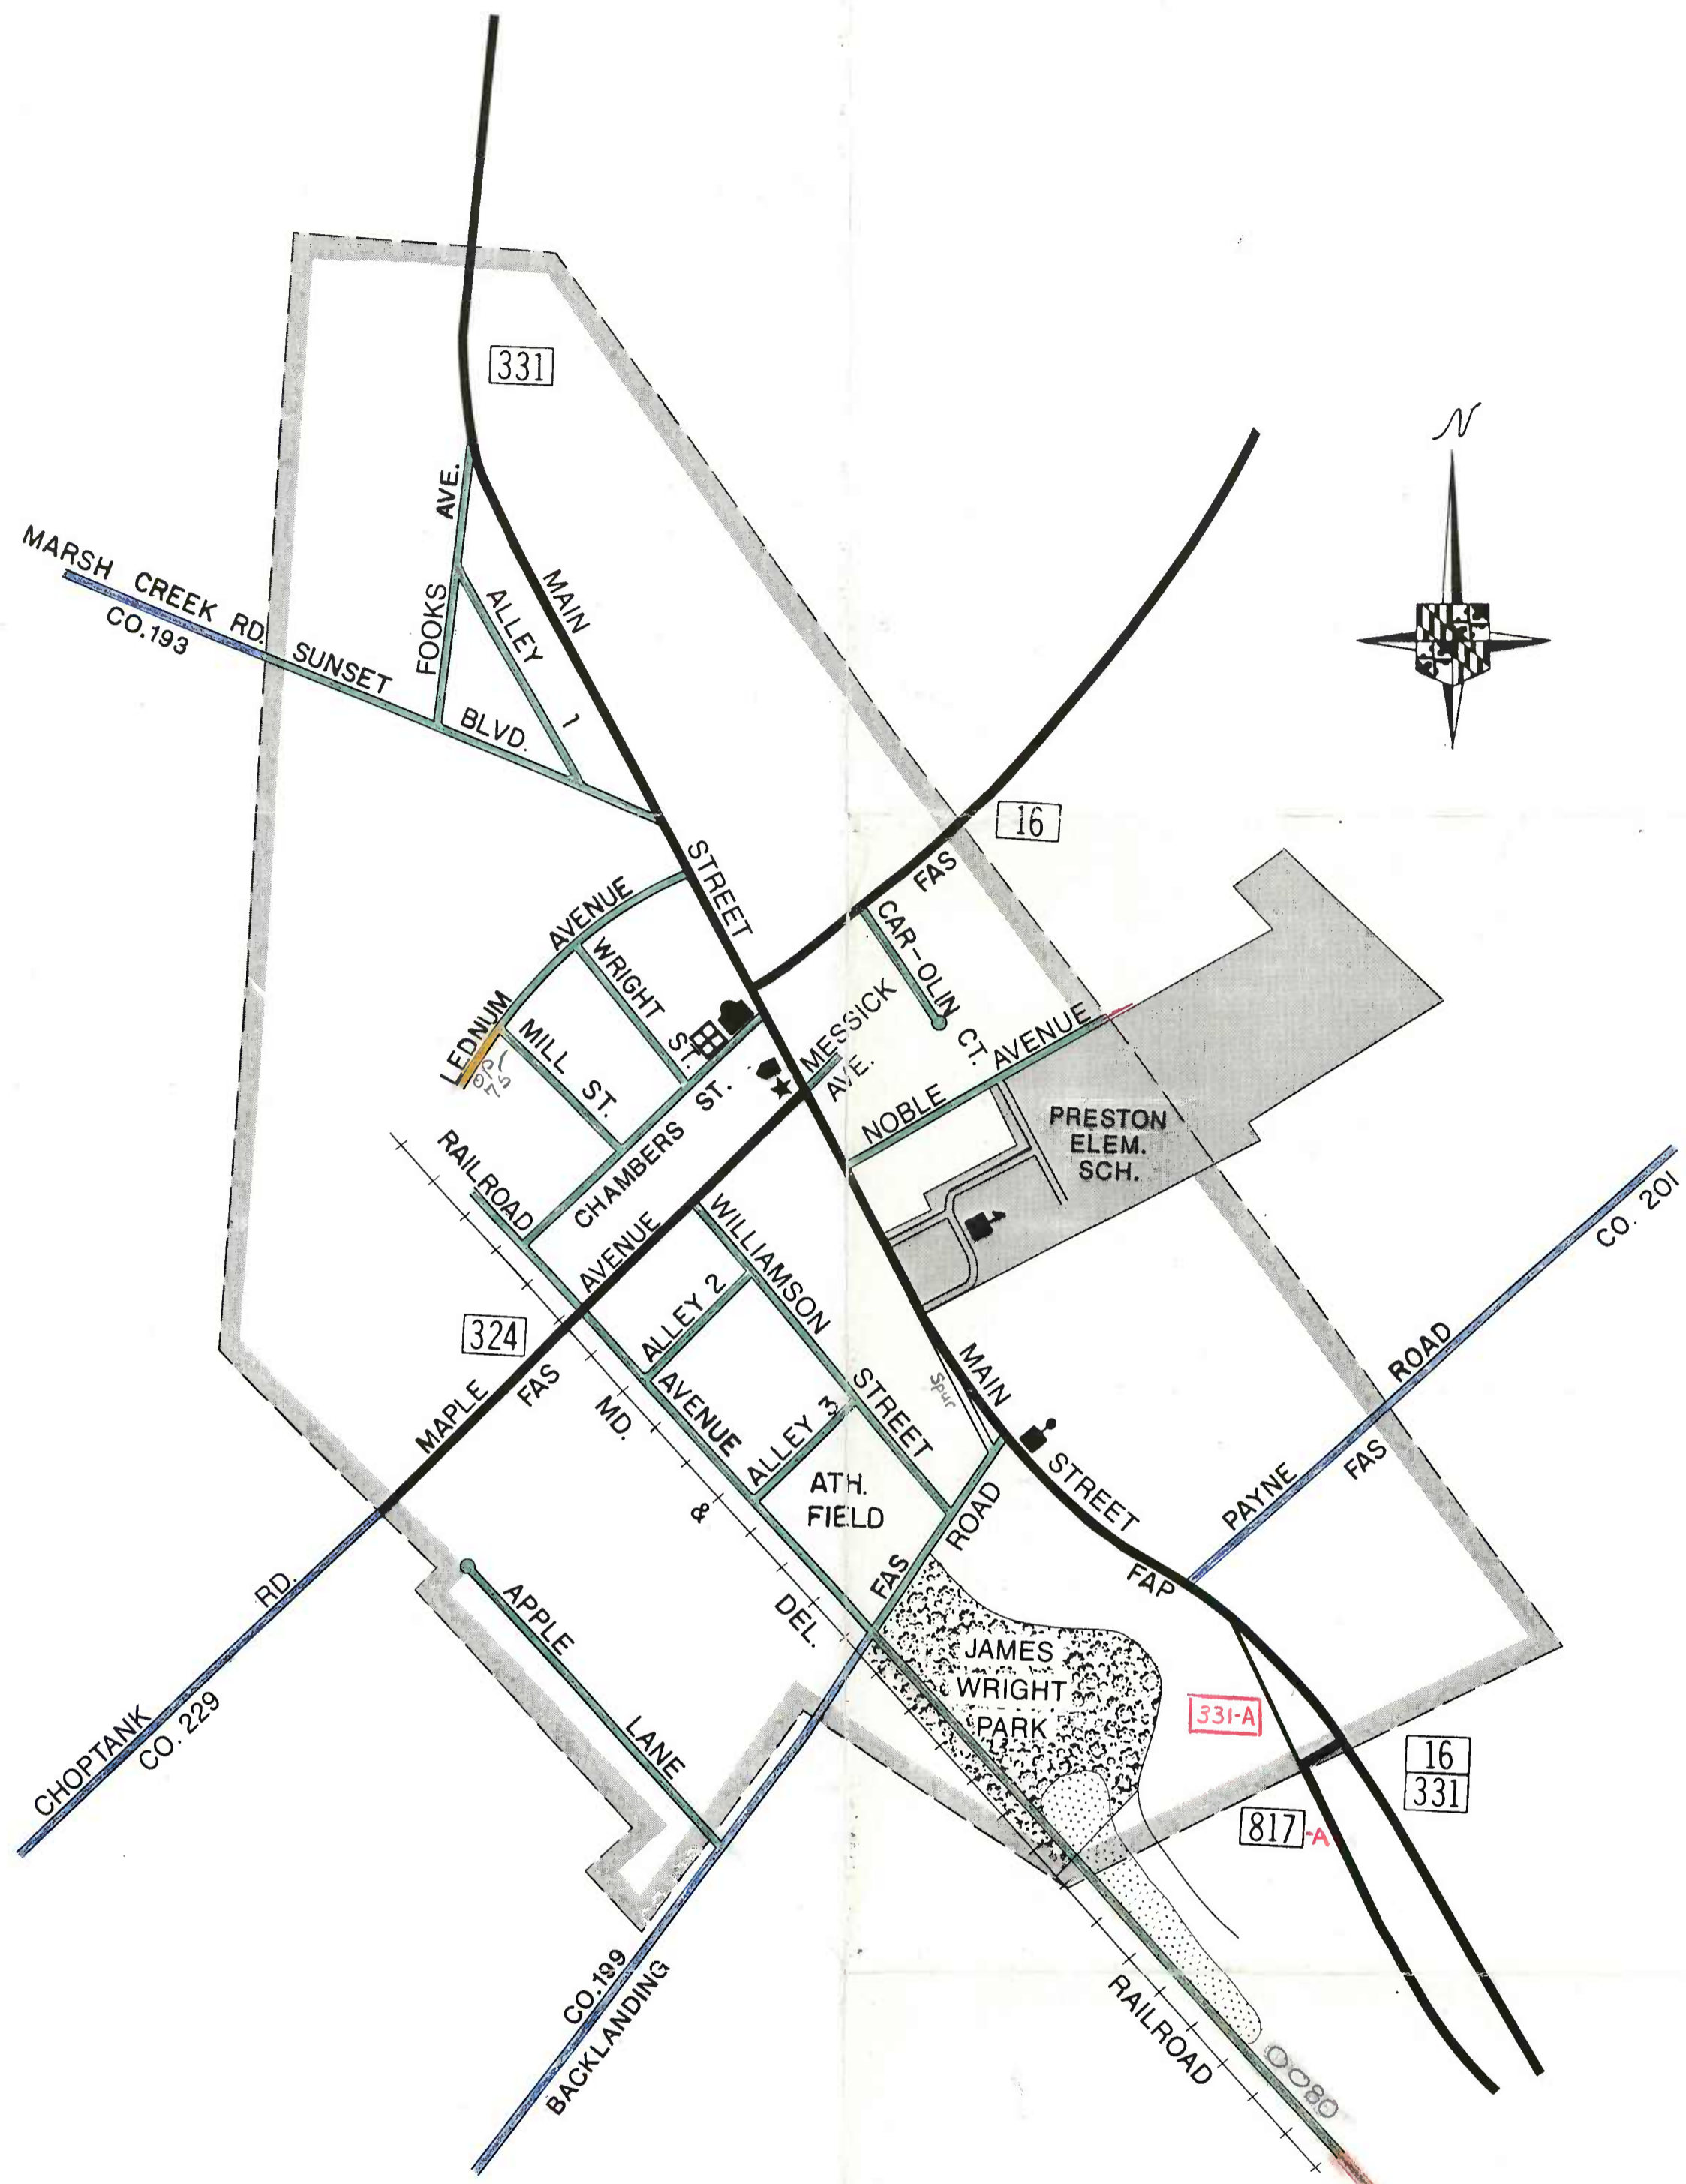 N
331
MARSH CREEK RD.
CO.193
SUNSET
BLVD.
FOOKS
AVE.
ALLEY 1
MAIN
STREET
16
FAS
CAR-OLIN CT.
LEDNUM
AVENUE
WRIGHT ST.
MILL ST.
MESSICK
AVE.
NOBLE
AVENUE
PRESTON
ELEM.
SCH.
CHAMBERS
ST.
RAILROAD
AVENUE
WILLIAMSON
STREET
ALLEY 2
AVENUE
ALLEY 3
324
MAPLE
FAS
MD.
&
DEL.
ATH.
FIELD
Spur
MAIN
STREET
FAP
FAS
ROAD
PAYNE
ROAD
FAS
CO. 201
CHOPTANK
RD.
CO. 229
APPLE
LANE
JAMES
WRIGHT
PARK
331-A
16
331
817-A
CO.199
BACKLANDING
RAILROAD
0080